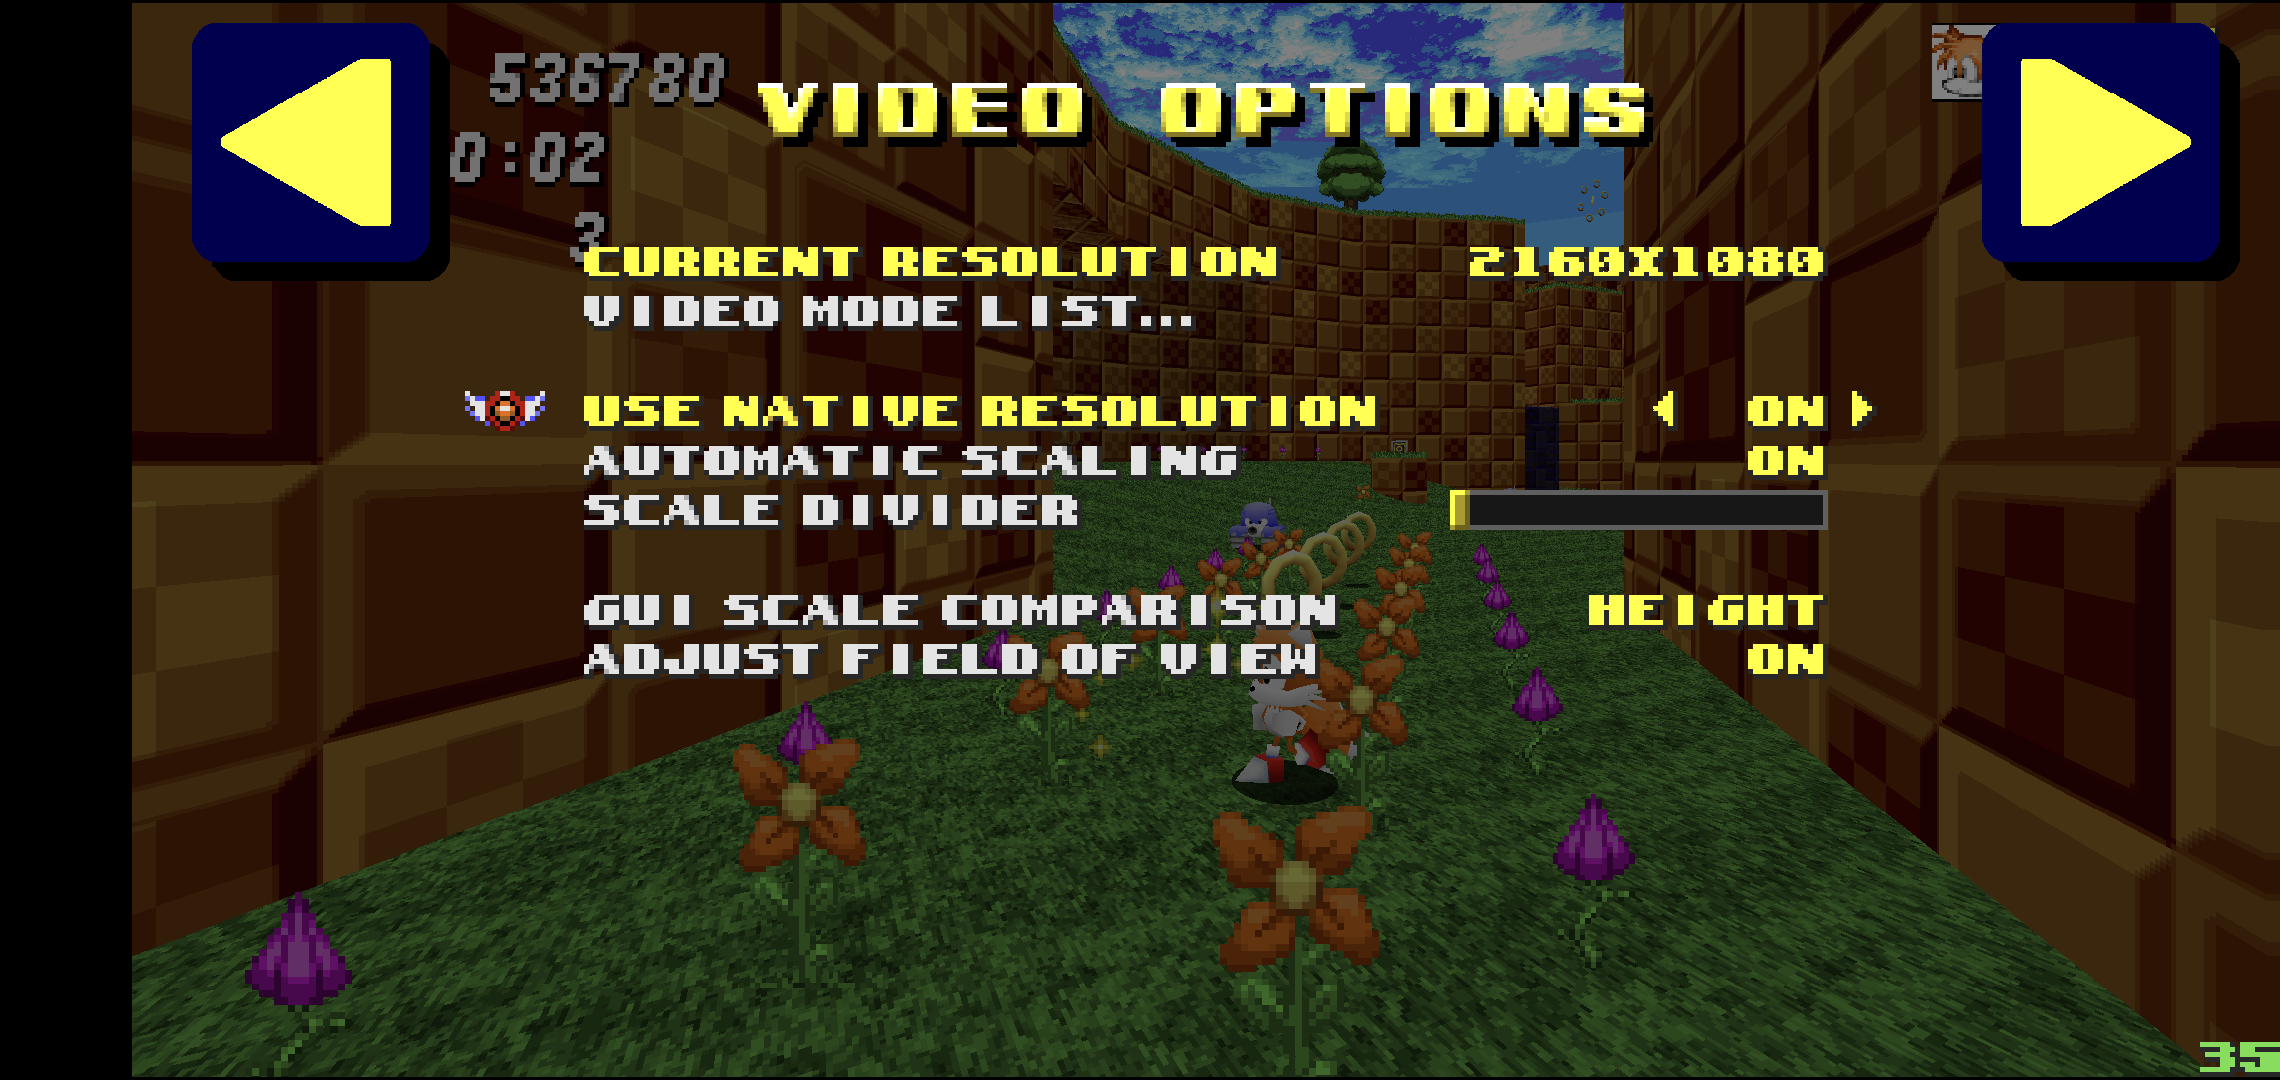 536780
VIDEO OPTIONS
0:02
3
CURRENT RESOLUTION 2160X1080
VIDEO MODE LIST...
USE NATIVE RESOLUTION ON
AUTOMATIC SCALING ON
SCALE DIVIDER
GUI SCALE COMPARISON HEIGHT
ADJUST FIELD OF VIEW ON
35